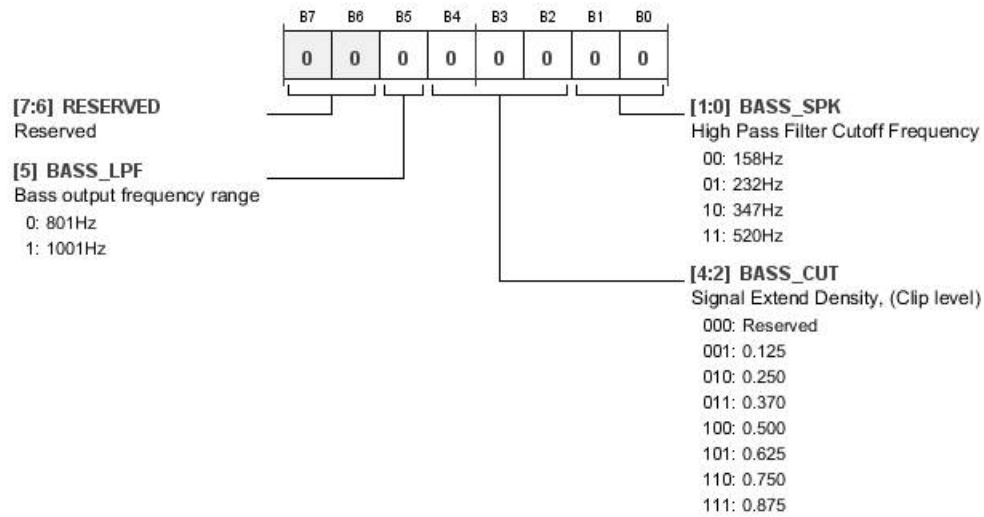 B7 B6 B5 B4 B3 B2 B1 B0
0 0 0 0 0 0 0 0
[7:6] RESERVED
Reserved
[5] BASS_LPF
Bass output frequency range
0: 801Hz
1: 1001Hz
[1:0] BASS_SPK
High Pass Filter Cutoff Frequency
00: 158Hz
01: 232Hz
10: 347Hz
11: 520Hz
[4:2] BASS_CUT
Signal Extend Density, (Clip level)
000: Reserved
001: 0.125
010: 0.250
011: 0.370
100: 0.500
101: 0.625
110: 0.750
111: 0.875